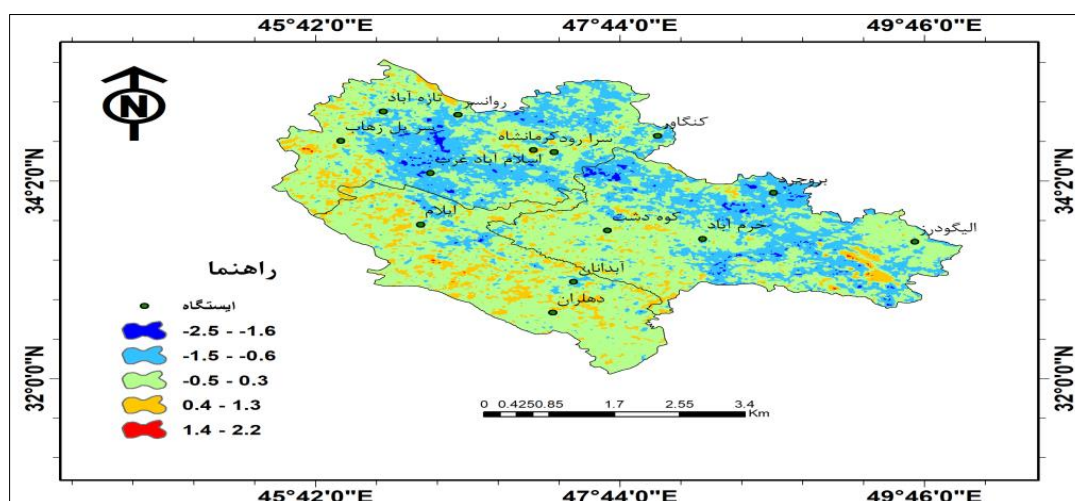 45°42'0"E 47°44'0"E 49°46'0"E
N
تازه آباد
روانسر
کنگاور
سر پل زهاب
کرمانشاه
سرا رود
اسلام آباد غرب
34°2'0"N
34°2'0"N
بروجرد
ایلام
کوه دشت
خرم آباد
الیگودرز
آبدانان
دهلران
راهنما
ایستگاه
-2.5 - -1.6
-1.5 - -0.6
-0.5 - 0.3
0.4 - 1.3
1.4 - 2.2
32°0'0"N
32°0'0"N
0 0.425 0.85 1.7 2.55 3.4
Km
45°42'0"E 47°44'0"E 49°46'0"E